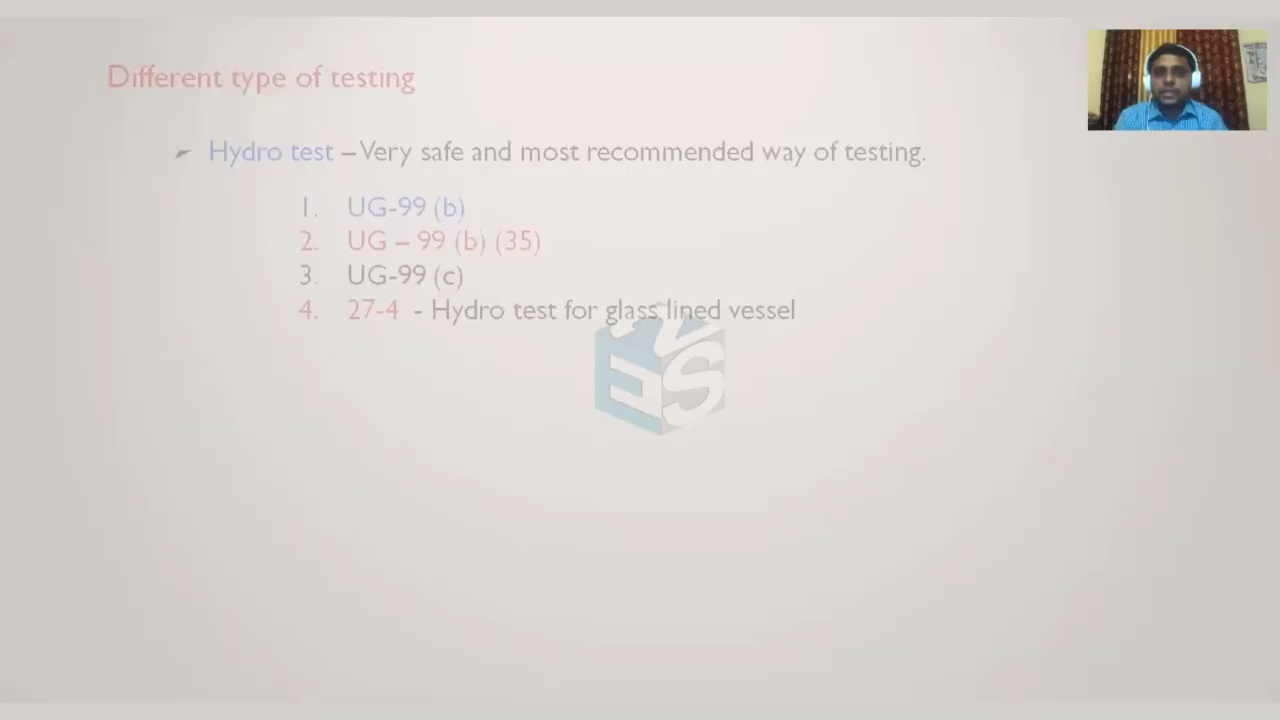 Different type of testing
Hydro test – Very safe and most recommended way of testing.
1. UG-99 (b)
2. UG – 99 (b) (35)
3. UG-99 (c)
4. 27-4 - Hydro test for glass lined vessel
ES